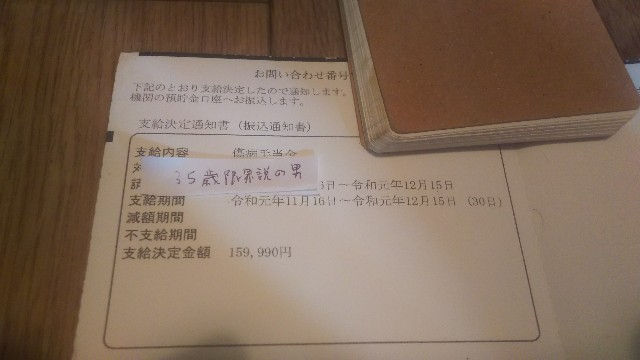 お問い合わせ番号
下記のとおり支給決定したので通知します。
機関の預貯金口座へお振込します。
支給決定通知書（振込通知書）
支給内容 傷病手当金
35歳限界説の男
5日～令和元年12月15日
支給期間 令和元年11月16日～令和元年12月15日（30日）
減額期間
不支給期間
支給決定金額 159,990円